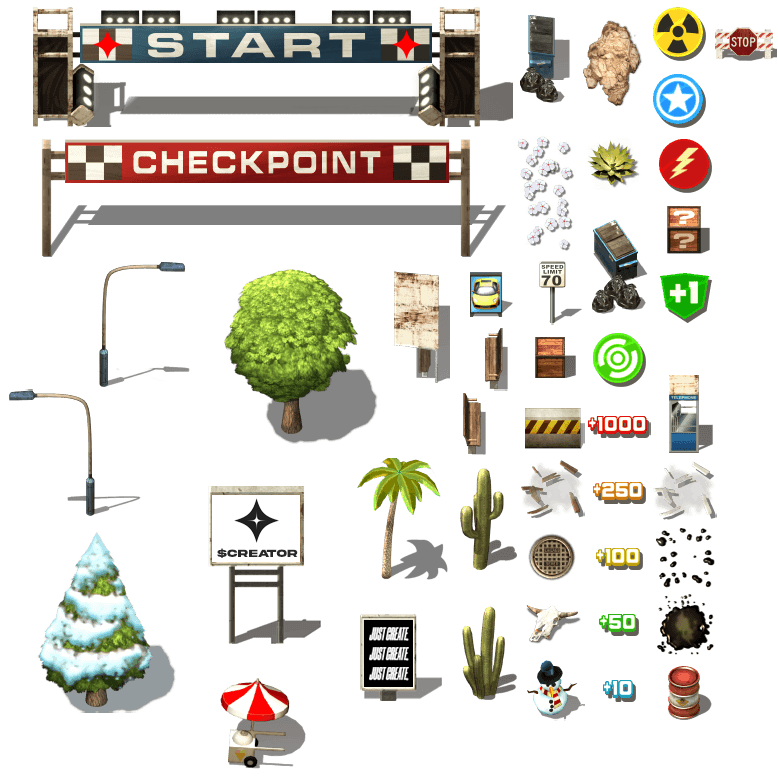 START
STOP
CHECKPOINT
?
?
SPEED
LIMIT
70
+1
TELEPHONE
+1000
+250
$CREATOR
+100
JUST CREATE
JUST CREATE
JUST CREATE
+50
+10